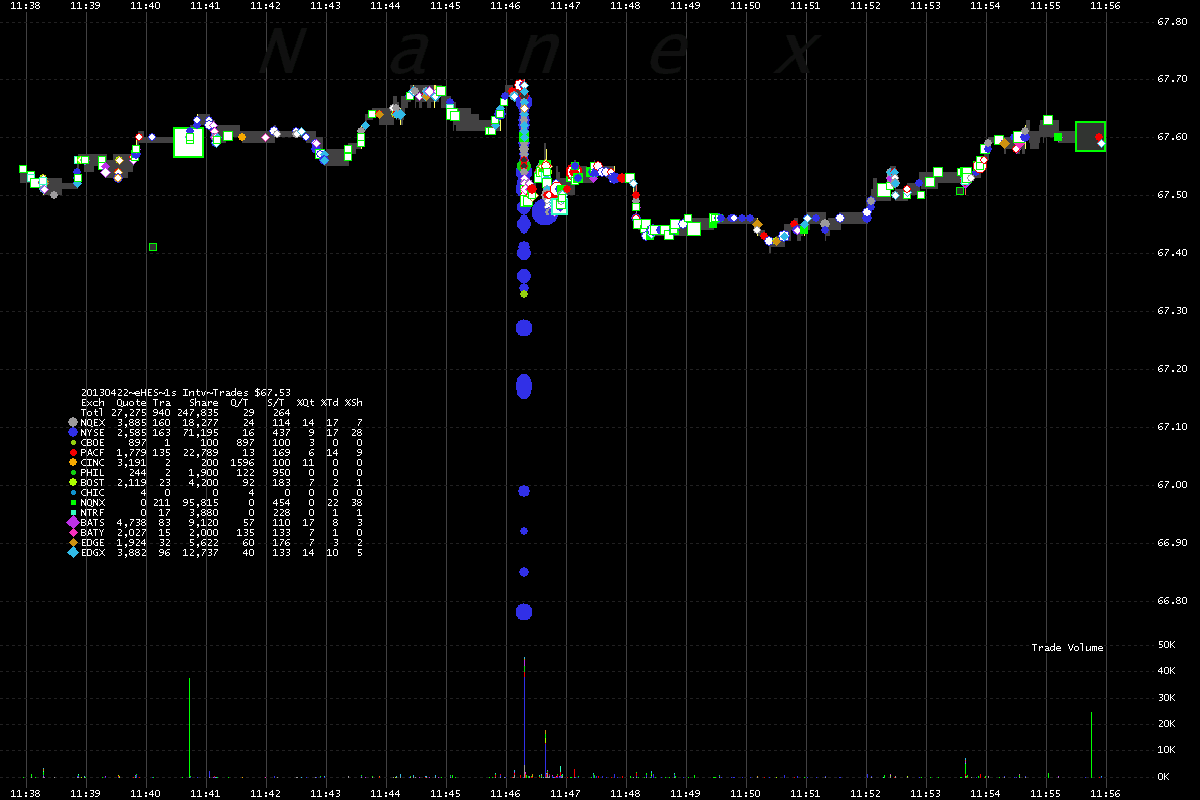 11:38 11:39 11:40 11:41 11:42 11:43 11:44 11:45 11:46 11:47 11:48 11:49 11:50 11:51 11:52 11:53 11:54 11:55 11:56
67.80
N a n e x
67.70
67.60
67.50
67.40
67.30
67.20
20130422~eHES~1s Intv~Trades $67.53
Exch Quote Tra Share Q/T S/T %Qt %Td %Sh
Totl 27,275 940 247,835 29 264
NQEX 3,885 160 18,277 24 114 14 17 7
NYSE 2,585 163 71,195 16 437 9 17 28
67.10
CBOE 897 1 100 897 100 3 0 0
PACF 1,779 135 22,789 13 169 6 14 9
CINC 3,191 2 200 1596 100 11 0 0
PHIL 244 2 1,900 122 950 0 0 0
BOST 2,119 23 4,200 92 183 7 2 1
67.00
CHIC 4 0 0 4 0 0 0 0
NQNX 0 211 95,815 0 454 0 22 38
NTRF 0 17 3,880 0 228 0 1 1
BATS 4,738 83 9,120 57 110 17 8 3
BATY 2,027 15 2,000 135 133 7 1 0
EDGE 1,924 32 5,622 60 176 7 3 2
66.90
EDGX 3,882 96 12,737 40 133 14 10 5
66.80
50K
Trade Volume
40K
30K
20K
10K
0K
11:38 11:39 11:40 11:41 11:42 11:43 11:44 11:45 11:46 11:47 11:48 11:49 11:50 11:51 11:52 11:53 11:54 11:55 11:56